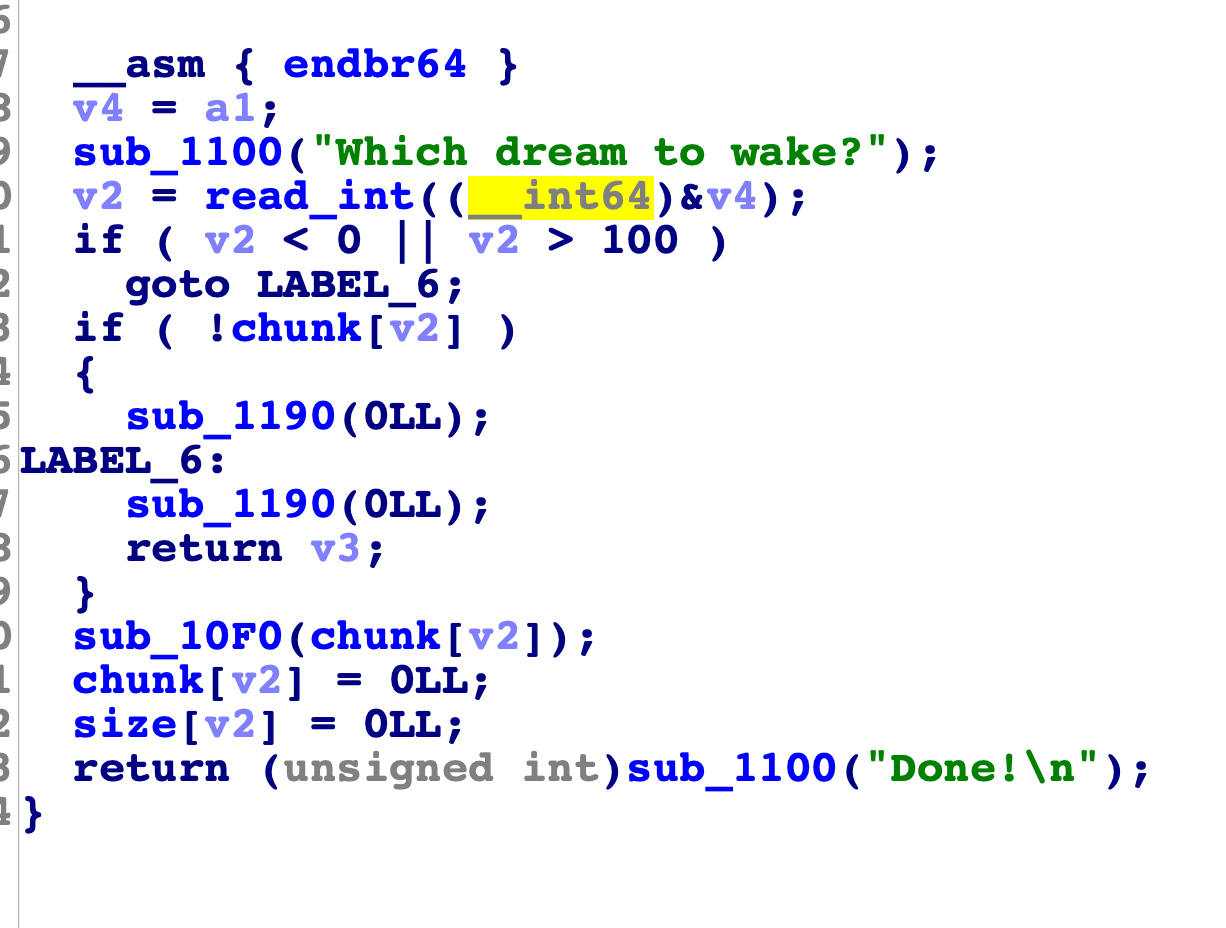 6
7 __asm { endbr64 }
8 v4 = a1;
9 sub_1100("Which dream to wake?");
0 v2 = read_int((__int64)&v4);
1 if ( v2 < 0 || v2 > 100 )
2 goto LABEL_6;
3 if ( !chunk[v2] )
4 {
5 sub_1190(0LL);
6 LABEL_6:
7 sub_1190(0LL);
8 return v3;
9 }
0 sub_10F0(chunk[v2]);
1 chunk[v2] = 0LL;
2 size[v2] = 0LL;
3 return (unsigned int)sub_1100("Done!\n");
4 }